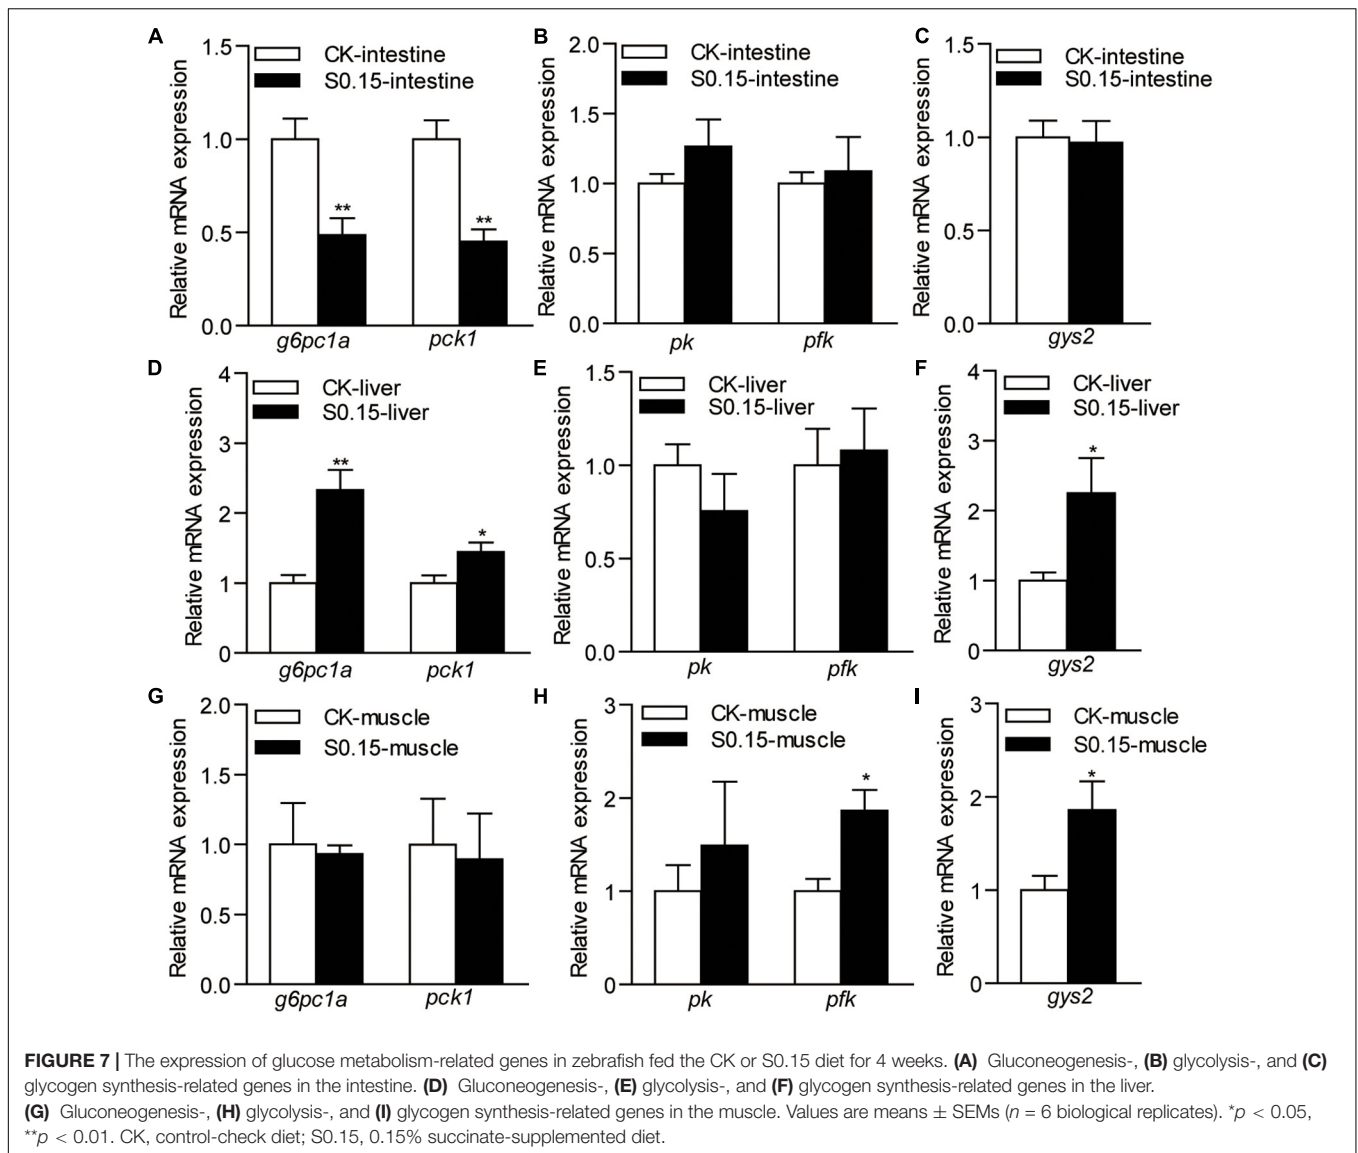 A
1.5
1.0
0.5
0.0
Relative mRNA expression
CK-intestine
S0.15-intestine
**
**
g6pc1a
pck1
B
2.0
1.5
1.0
0.5
0.0
Relative mRNA expression
CK-intestine
S0.15-intestine
pk
pfk
C
1.5
1.0
0.5
0.0
Relative mRNA expression
CK-intestine
S0.15-intestine
gys2
D
4
3
2
1
0
Relative mRNA expression
CK-liver
S0.15-liver
**
*
g6pc1a
pck1
E
1.5
1.0
0.5
0.0
Relative mRNA expression
CK-liver
S0.15-liver
pk
pfk
F
4
3
2
1
0
Relative mRNA expression
CK-liver
S0.15-liver
*
gys2
G
2.0
1.5
1.0
0.5
0.0
Relative mRNA expression
CK-muscle
S0.15-muscle
g6pc1a
pck1
H
3
2
1
0
Relative mRNA expression
CK-muscle
S0.15-muscle
*
pk
pfk
I
3
2
1
0
Relative mRNA expression
CK-muscle
S0.15-muscle
*
gys2
FIGURE 7 | The expression of glucose metabolism-related genes in zebrafish fed the CK or S0.15 diet for 4 weeks. (A) Gluconeogenesis-, (B) glycolysis-, and (C)
glycogen synthesis-related genes in the intestine. (D) Gluconeogenesis-, (E) glycolysis-, and (F) glycogen synthesis-related genes in the liver.
(G) Gluconeogenesis-, (H) glycolysis-, and (I) glycogen synthesis-related genes in the muscle. Values are means ± SEMs (n = 6 biological replicates). *p < 0.05,
**p < 0.01. CK, control-check diet; S0.15, 0.15% succinate-supplemented diet.